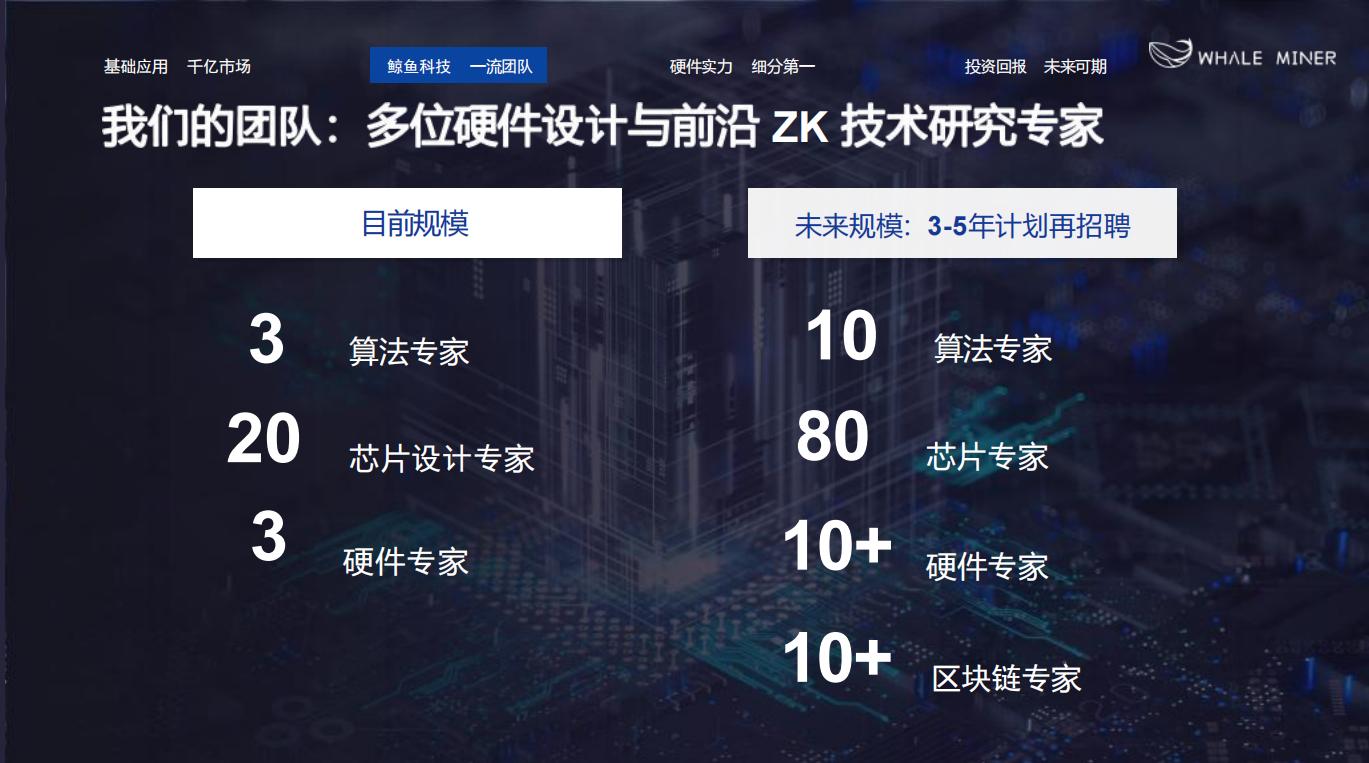 基础应用 千亿市场
鲸鱼科技 一流团队
硬件实力 细分第一
投资回报 未来可期
WHALE MINER
我们的团队：多位硬件设计与前沿 ZK 技术研究专家
目前规模
3 算法专家
20 芯片设计专家
3 硬件专家
未来规模：3-5年计划再招聘
10 算法专家
80 芯片专家
10+ 硬件专家
10+ 区块链专家